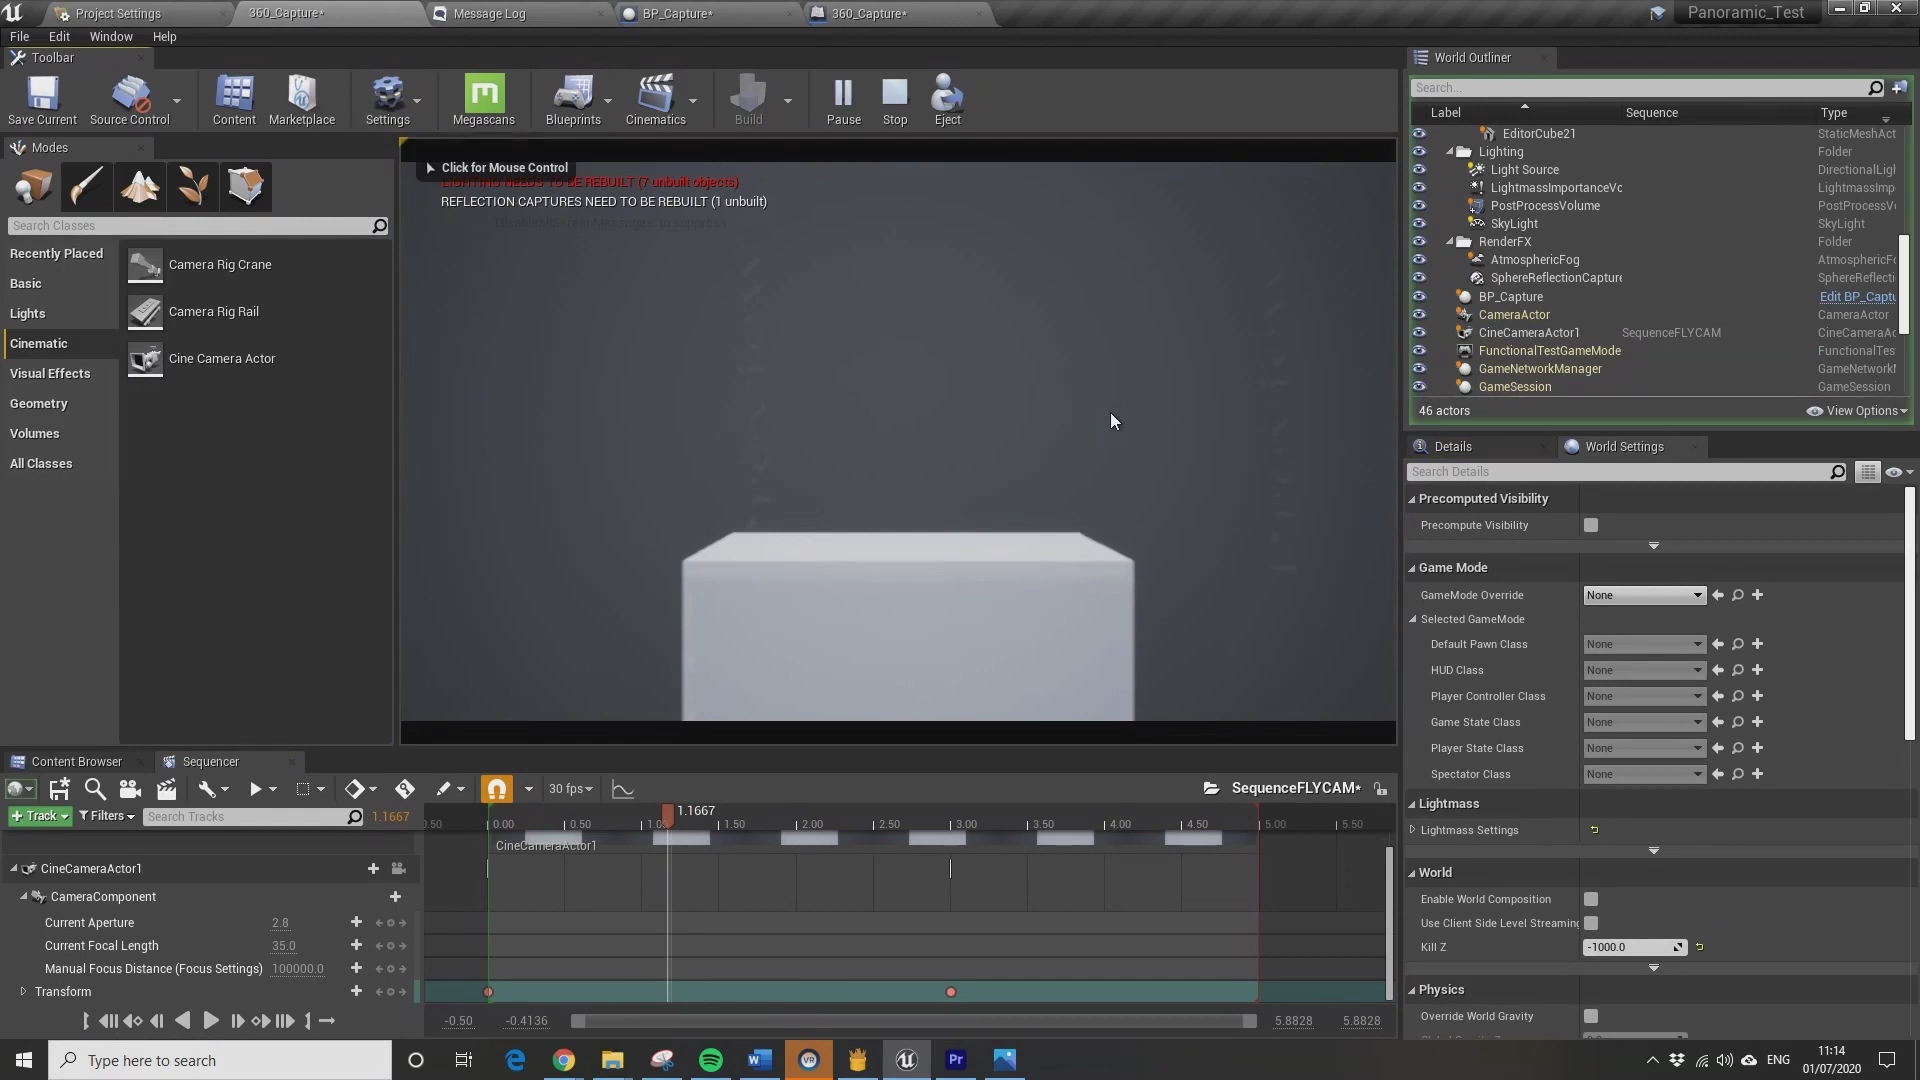 Project Settings
360_Capture*
Message Log
BP_Capture*
360_Capture*
Panoramic_Test
File Edit Window Help
Toolbar
World Outliner
Save Current
Source Control
Content
Marketplace
Settings
Megascans
Blueprints
Cinematics
Build
Pause
Stop
Eject
Search...
Label Sequence Type
EditorCube21 StaticMeshAct
Lighting Folder
Light Source DirectionalLigh
LightmassImportanceVo Lightmassimp
PostProcessVolume PostProcessVo
SkyLight SkyLight
RenderFX Folder
AtmosphericFog AtmosphericFo
SphereReflectionCapture SphereReflecti
BP_Capture Edit BP_Captu
CameraActor CameraActor
CineCameraActor1 SequenceFLYCAM CineCameraAc
FunctionalTestGameMode FunctionalTes
GameNetworkManager GameNetworkM
GameSession GameSession
46 actors
View Options
Modes
Search Classes
Recently Placed
Basic
Lights
Cinematic
Visual Effects
Geometry
Volumes
All Classes
Camera Rig Crane
Camera Rig Rail
Cine Camera Actor
Click for Mouse Control
LIGHTING NEEDS TO BE REBUILT (7 unbuilt objects)
REFLECTION CAPTURES NEED TO BE REBUILT (1 unbuilt)
Details
World Settings
Search Details
Precomputed Visibility
Precompute Visibility
Game Mode
GameMode Override None
Selected GameMode
Default Pawn Class None
HUD Class None
Player Controller Class None
Game State Class None
Player State Class None
Spectator Class None
Lightmass
Lightmass Settings
World
Enable World Composition
Use Client Side Level Streaming
Kill Z -1000.0
Physics
Override World Gravity
Content Browser
Sequencer
30 fps
SequenceFLYCAM*
Track
Filters
Search Tracks
1.1667
1.1667
0.00 0.50 1.0 1.50 2.00 2.50 3.00 3.50 4.00 4.50 5.00 5.50
CineCameraActor1
CineCameraActor1
CameraComponent
Current Aperture 2.8
Current Focal Length 35.0
Manual Focus Distance (Focus Settings) 100000.0
Transform
-0.50 -0.4136 5.8828 5.8828
Type here to search
ENG
11:14
01/07/2020